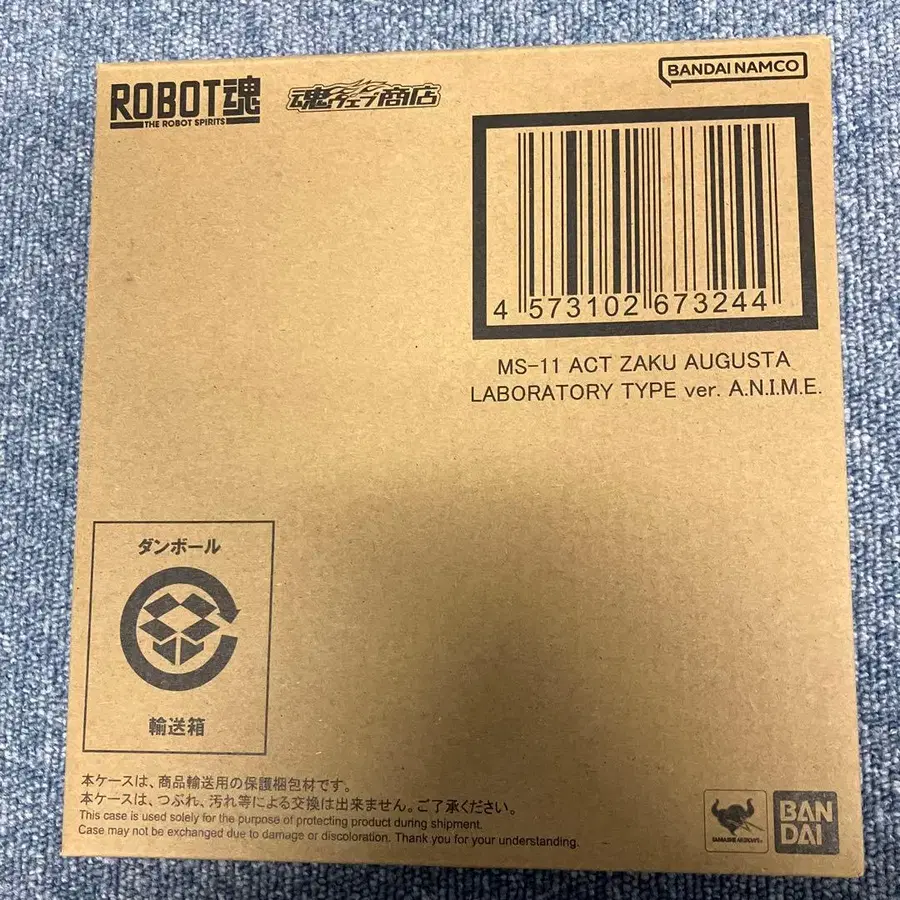 ROBOT魂
THE ROBOT SPIRITS
魂ウェブ商店
BANDAI NAMCO
4 573102 673244
MS-11 ACT ZAKU AUGUSTA
LABORATORY TYPE ver. A.N.I.M.E.
ダンボール
輸送箱
本ケースは、商品輸送用の保護梱包材です。
本ケースは、つぶれ、汚れ等による交換は出来ません。ご了承ください。
This case is used solely for the purpose of protecting product during shipment.
Case may not be exchanged due to damage or discoloration. Thank you for your understanding.
BAN
DAI